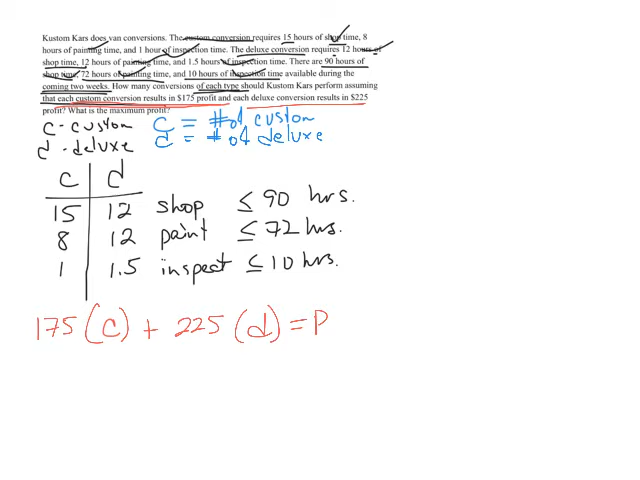 Kustom Kars does van conversions. The custom conversion requires 15 hours of shop time, 8
hours of painting time, and 1 hour of inspection time. The deluxe conversion requires 12 hours of
shop time, 12 hours of painting time, and 1.5 hours of inspection time. There are 90 hours of
shop time, 72 hours of painting time, and 10 hours of inspection time available during the
coming two weeks. How many conversions of each type should Kustom Kars perform assuming
that each custom conversion results in $175 profit and each deluxe conversion results in $225
profit? What is the maximum profit?
C - custom
d - deluxe
C = # of custom
d = # of deluxe
C d
15 12 shop ≤ 90 hrs.
8 12 paint ≤ 72 hrs.
1 1.5 inspect ≤ 10 hrs.
175 (C) + 225 (d) = P